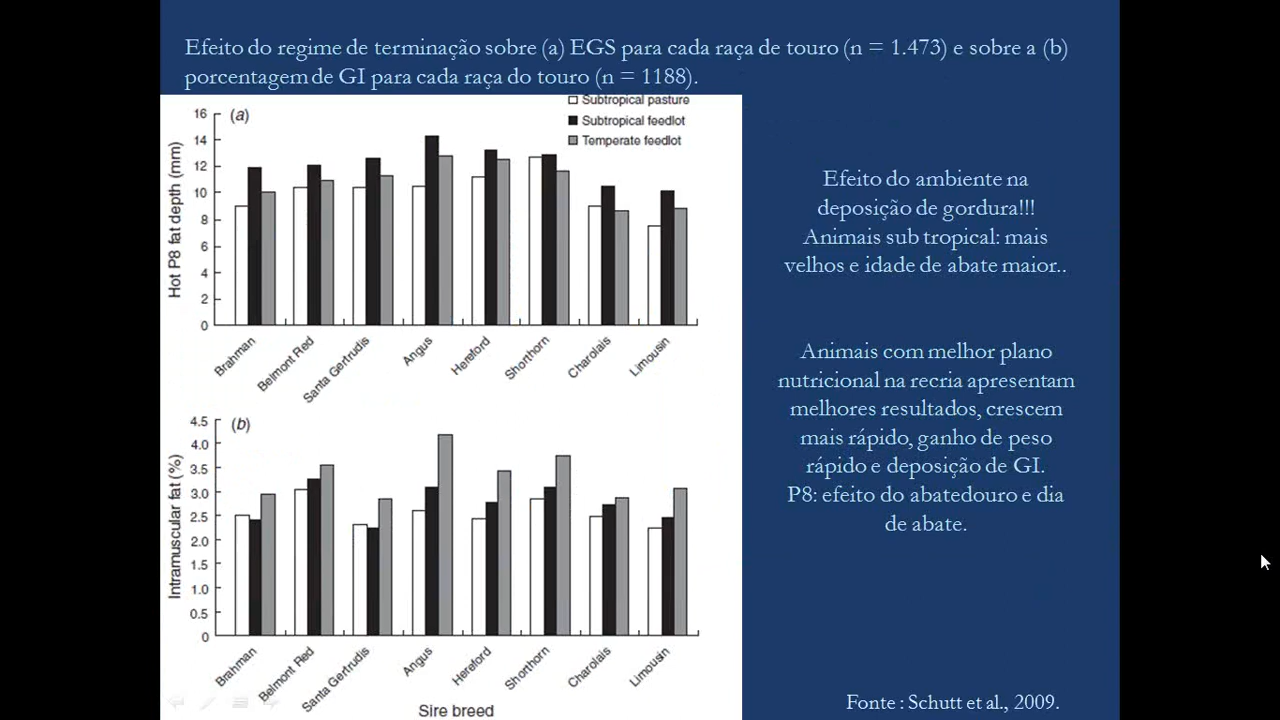 Efeito do regime de terminação sobre (a) EGS para cada raça de touro (n = 1.473) e sobre a (b)
porcentagem de GI para cada raça do touro (n = 1188).
Subtropical pasture
Subtropical feedlot
Temperate feedlot
(a)
Hot P8 fat depth (mm)
16
14
12
10
8
6
4
2
0
Brahman
Belmont Red
Santa Gertrudis
Angus
Hereford
Shorthorn
Charolais
Limousin
(b)
Intramuscular fat (%)
4.5
4.0
3.5
3.0
2.5
2.0
1.5
1.0
0.5
0
Brahman
Belmont Red
Santa Gertrudis
Angus
Hereford
Shorthorn
Charolais
Limousin
Sire breed
Efeito do ambiente na
deposição de gordura!!!
Animais sub tropical: mais
velhos e idade de abate maior..
Animais com melhor plano
nutricional na recria apresentam
melhores resultados, crescem
mais rápido, ganho de peso
rápido e deposição de GI.
P8: efeito do abatedouro e dia
de abate.
Fonte : Schutt et al., 2009.